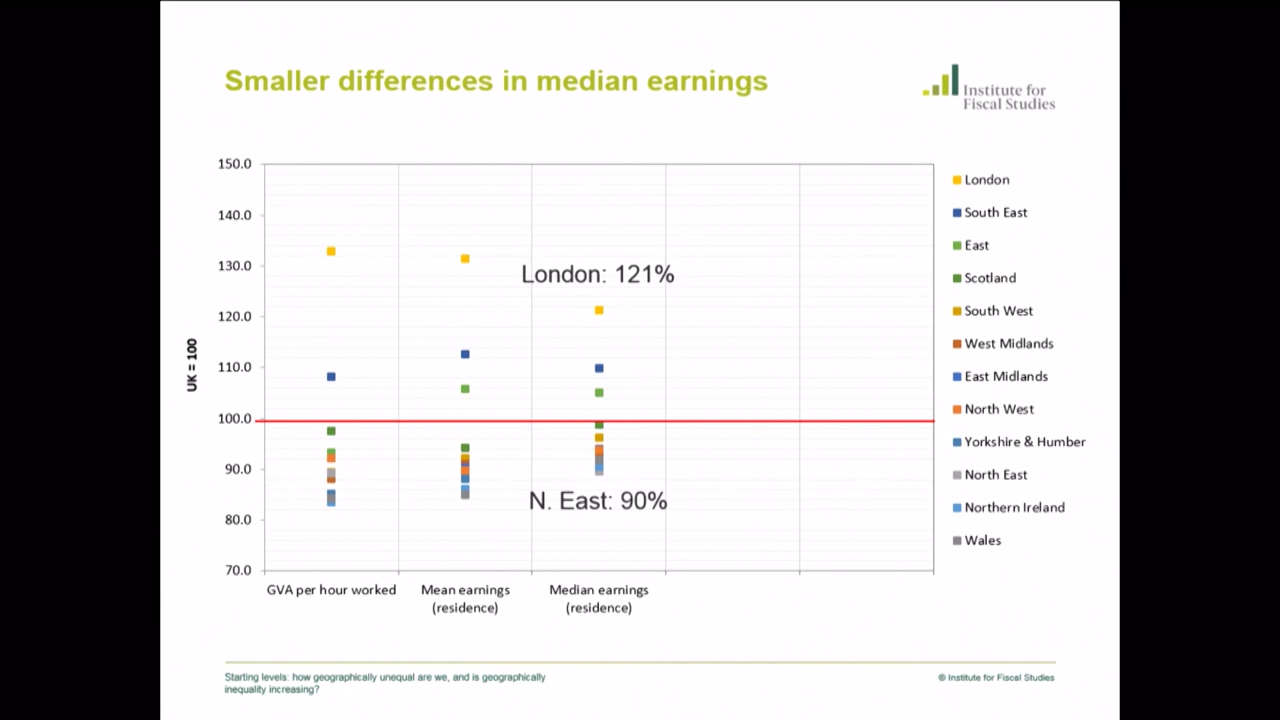 Smaller differences in median earnings
Institute for
Fiscal Studies
150.0
140.0
130.0
120.0
110.0
100.0
90.0
80.0
70.0
UK = 100
London: 121%
N. East: 90%
GVA per hour worked
Mean earnings
(residence)
Median earnings
(residence)
London
South East
East
Scotland
South West
West Midlands
East Midlands
North West
Yorkshire & Humber
North East
Northern Ireland
Wales
Starting levels: how geographically unequal are we, and is geographically
inequality increasing?
© Institute for Fiscal Studies